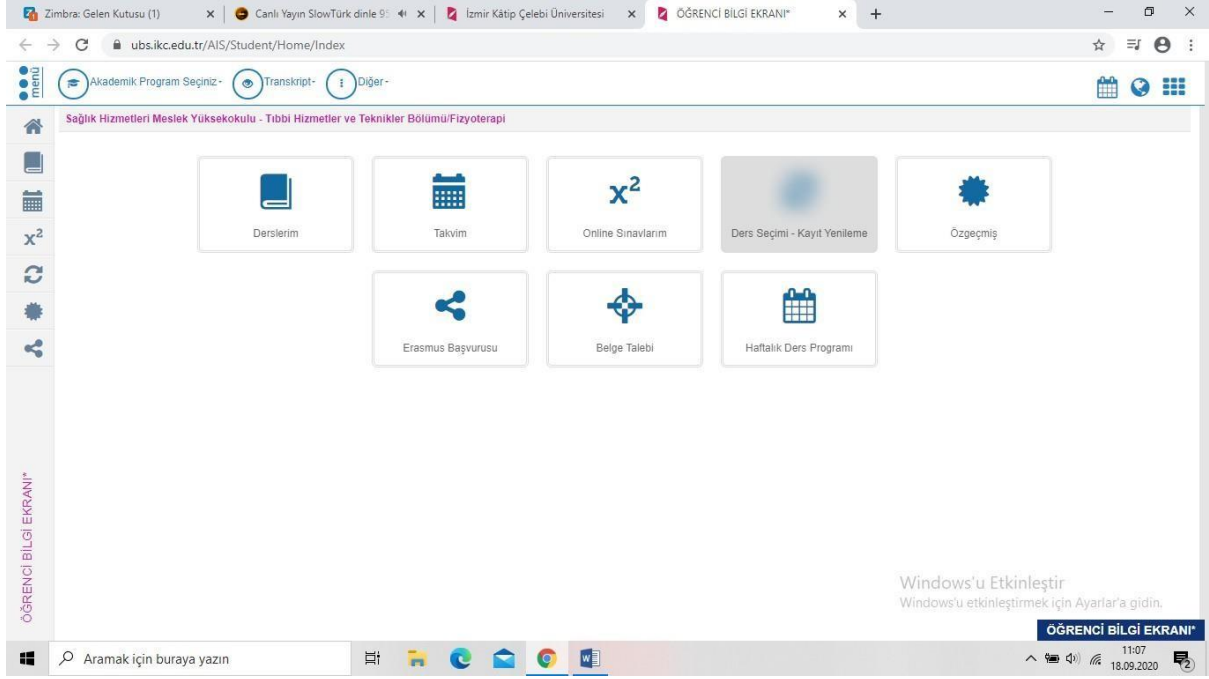 Zimbra: Gelen Kutusu (1)
Canlı Yayın SlowTürk dinle 95
İzmir Kâtip Çelebi Üniversitesi
ÖĞRENCİ BİLGİ EKRANI*
ubs.ikc.edu.tr/AIS/Student/Home/Index
menü
Akademik Program Seçiniz -
Transkript-
Diğer -
Sağlık Hizmetleri Meslek Yüksekokulu - Tıbbi Hizmetler ve Teknikler Bölümü/Fizyoterapi
Derslerim
Takvim
x²
Online Sınavlarım
Ders Seçimi - Kayıt Yenileme
Özgeçmiş
x²
Erasmus Başvurusu
Belge Talebi
Haftalık Ders Programı
ÖĞRENCİ BİLGİ EKRANI*
Windows'u Etkinleştir
Windows'u etkinleştirmek için Ayarlar'a gidin.
ÖĞRENCİ BİLGİ EKRANI*
Aramak için buraya yazın
11:07
18.09.2020
2